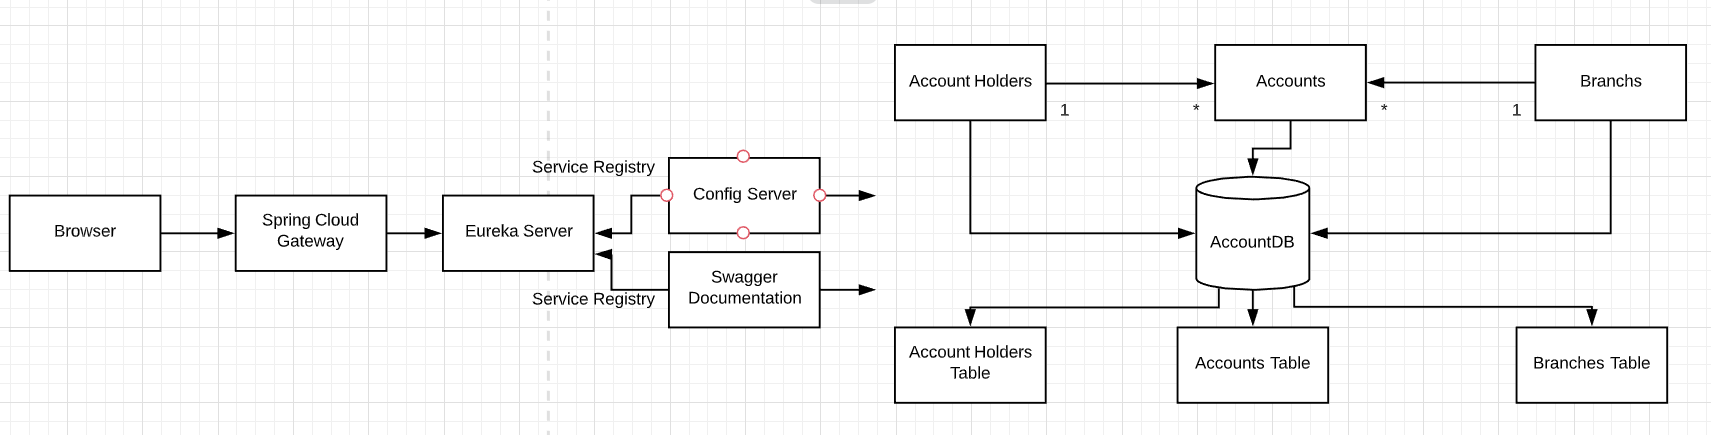 Browser
Spring Cloud
Gateway
Eureka Server
Service Registry
Config Server
Service Registry
Swagger
Documentation
Account Holders
1
*
Accounts
*
1
Branchs
AccountDB
Account Holders
Table
Accounts Table
Branches Table